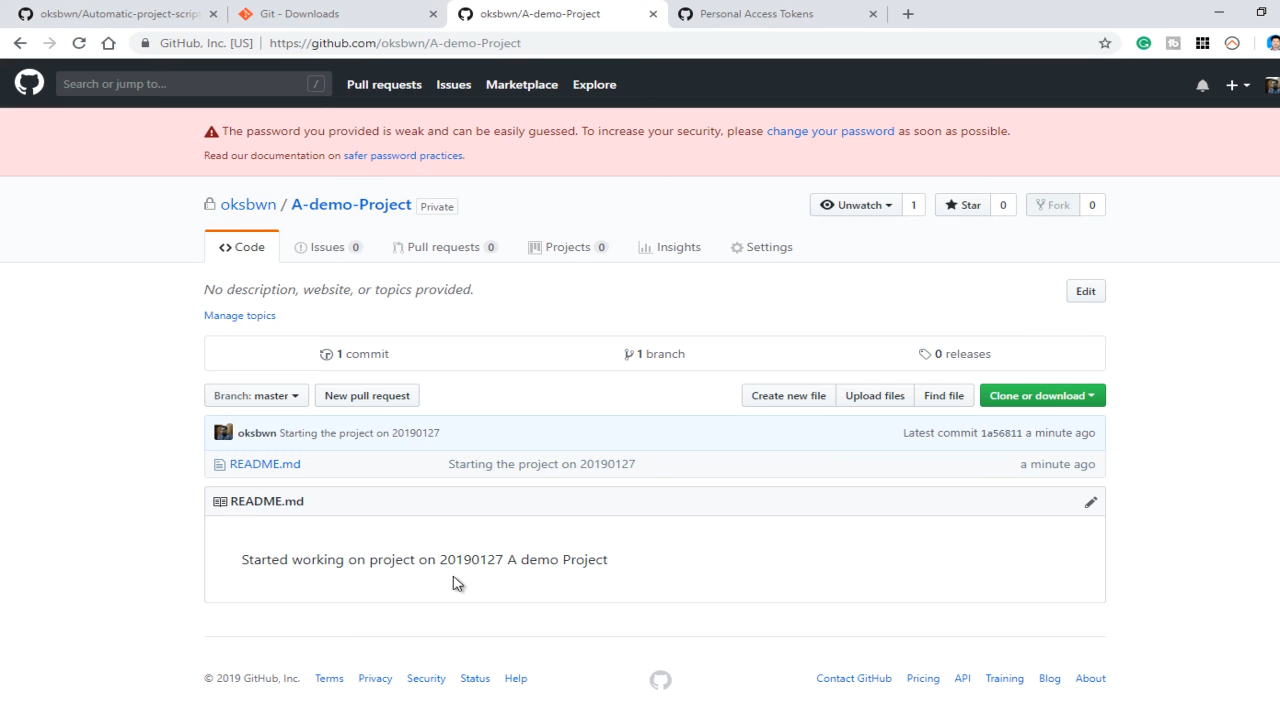 oksbwn/Automatic-project-script
Git - Downloads
oksbwn/A-demo-Project
Personal Access Tokens
GitHub, Inc. [US] | https://github.com/oksbwn/A-demo-Project
Search or jump to... /
Pull requests Issues Marketplace Explore
The password you provided is weak and can be easily guessed. To increase your security, please change your password as soon as possible.
Read our documentation on safer password practices.
oksbwn / A-demo-Project Private
Unwatch 1 Star 0 Fork 0
Code Issues 0 Pull requests 0 Projects 0 Insights Settings
No description, website, or topics provided.
Edit
Manage topics
1 commit 1 branch 0 releases
Branch: master New pull request Create new file Upload files Find file Clone or download
oksbwn Starting the project on 20190127 Latest commit 1a56811 a minute ago
README.md Starting the project on 20190127 a minute ago
README.md
Started working on project on 20190127 A demo Project
© 2019 GitHub, Inc. Terms Privacy Security Status Help Contact GitHub Pricing API Training Blog About